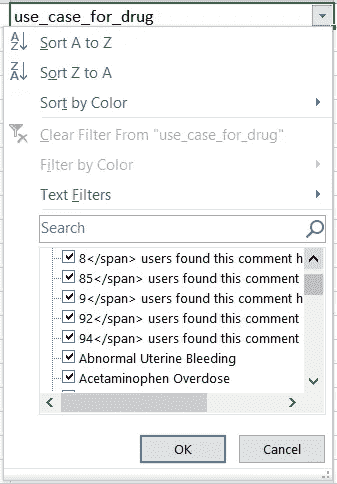 use_case_for_drug
Sort A to Z
Sort Z to A
Sort by Color
Clear Filter From "use_case_for_drug"
Filter by Color
Text Filters
Search
8</span> users found this comment h
85</span> users found this comment
9</span> users found this comment h
92</span> users found this comment
94</span> users found this comment
Abnormal Uterine Bleeding
Acetaminophen Overdose
OK
Cancel